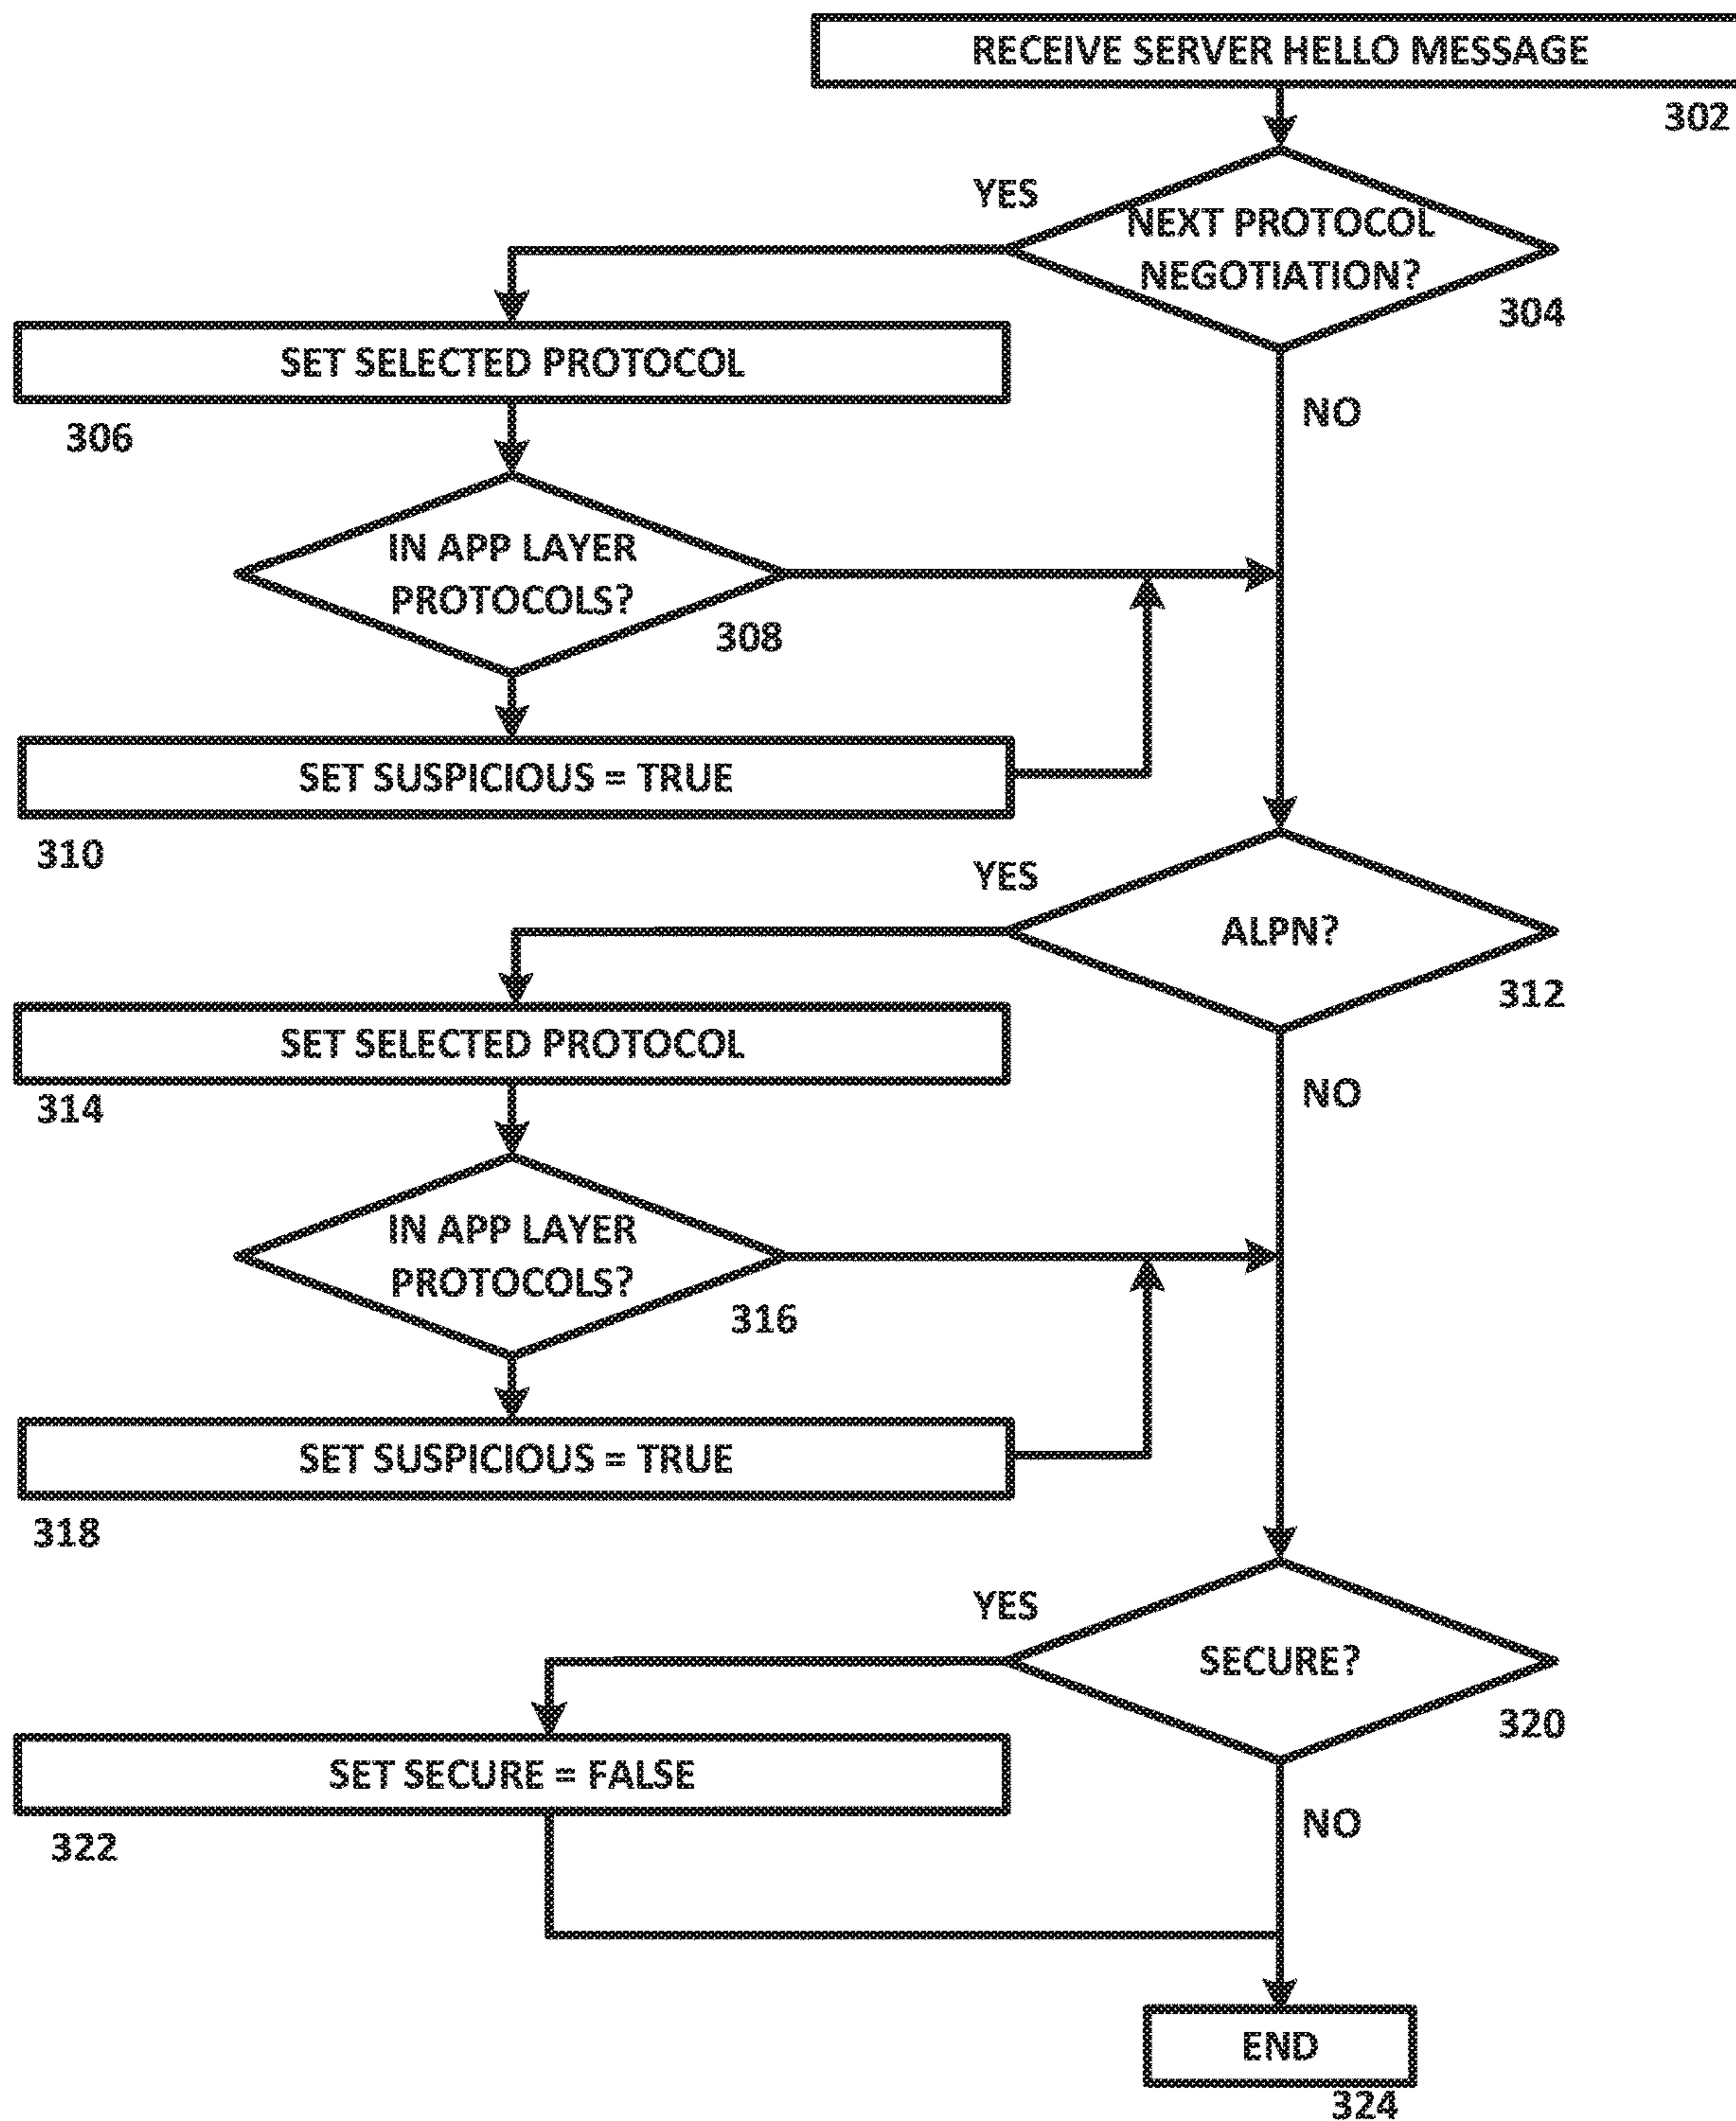 RECEIVE SERVER HELLO MESSAGE
302
YES
NEXT PROTOCOL
NEGOTIATION?
304
SET SELECTED PROTOCOL
306
NO
IN APP LAYER
PROTOCOLS?
308
SET SUSPICIOUS = TRUE
310
YES
ALPN?
312
SET SELECTED PROTOCOL
314
NO
IN APP LAYER
PROTOCOLS?
316
SET SUSPICIOUS = TRUE
318
YES
SECURE?
320
SET SECURE = FALSE
322
NO
END
324